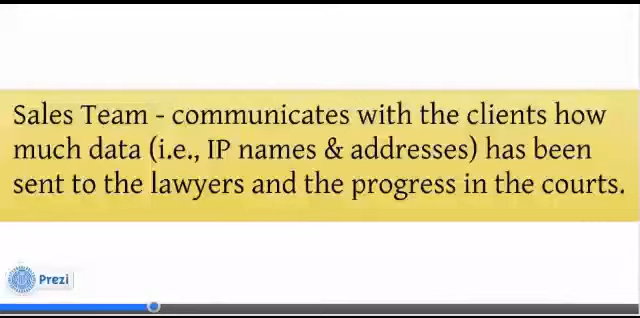 Sales Team - communicates with the clients how
much data (i.e., IP names & addresses) has been
sent to the lawyers and the progress in the courts.
Prezi